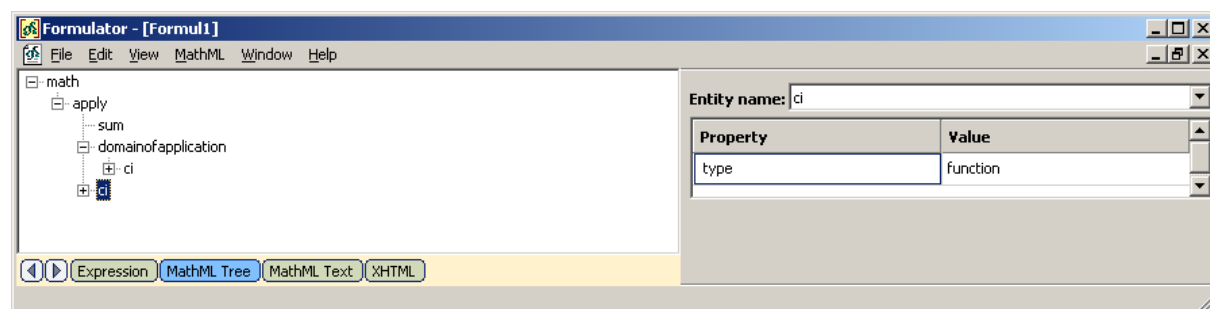 Formulator - [Formul1]
File Edit View MathML Window Help
math
apply
sum
domainofapplication
ci
ci
Expression MathML Tree MathML Text XHTML
Entity name: ci
Property Value
type function